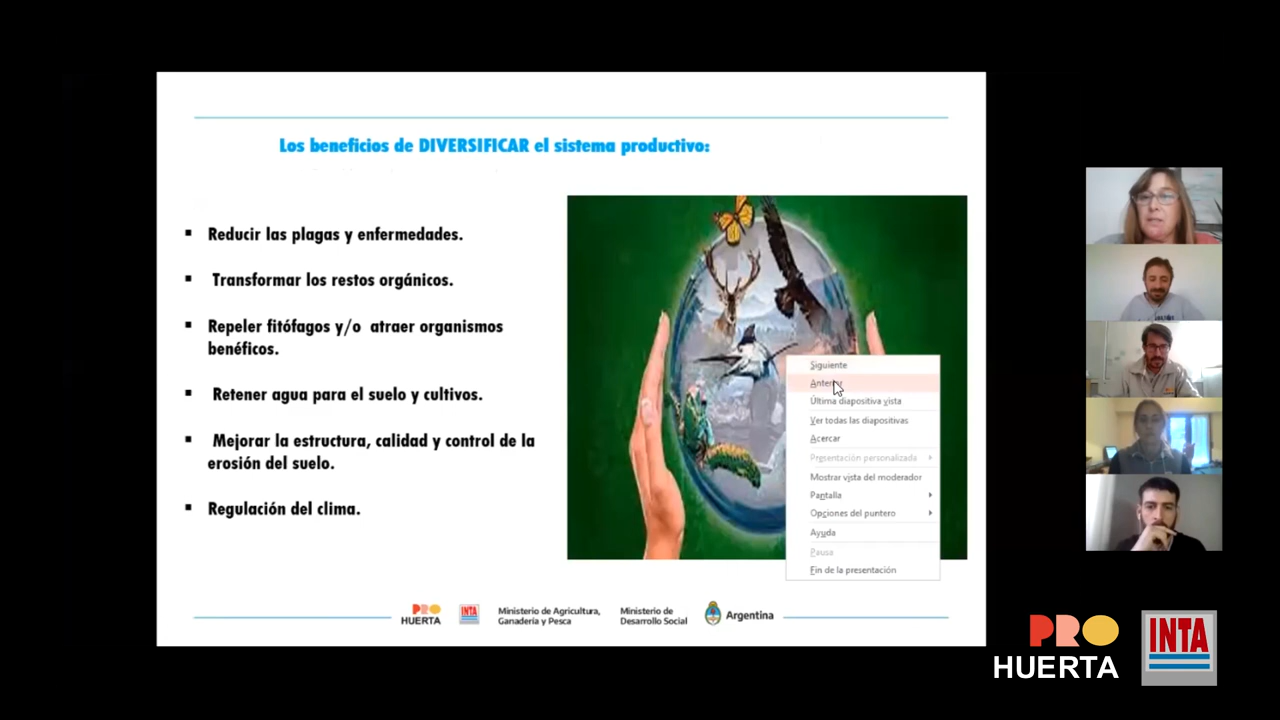 Los beneficios de DIVERSIFICAR el sistema productivo:
▪ Reducir las plagas y enfermedades.
▪ Transformar los restos orgánicos.
▪ Repeler fitófagos y/o atraer organismos
benéficos.
▪ Retener agua para el suelo y cultivos.
▪ Mejorar la estructura, calidad y control de la
erosión del suelo.
▪ Regulación del clima.
Siguiente
Anterior
Última diapositiva vista
Ver todas las diapositivas
Acercar
Presentación personalizada
Mostrar vista del moderador
Pantalla
Opciones del puntero
Ayuda
Pausa
Fin de la presentación
PRO
HUERTA
INTA
Ministerio de Agricultura,
Ganadería y Pesca
Ministerio de
Desarrollo Social
Argentina
PRO
HUERTA
INTA